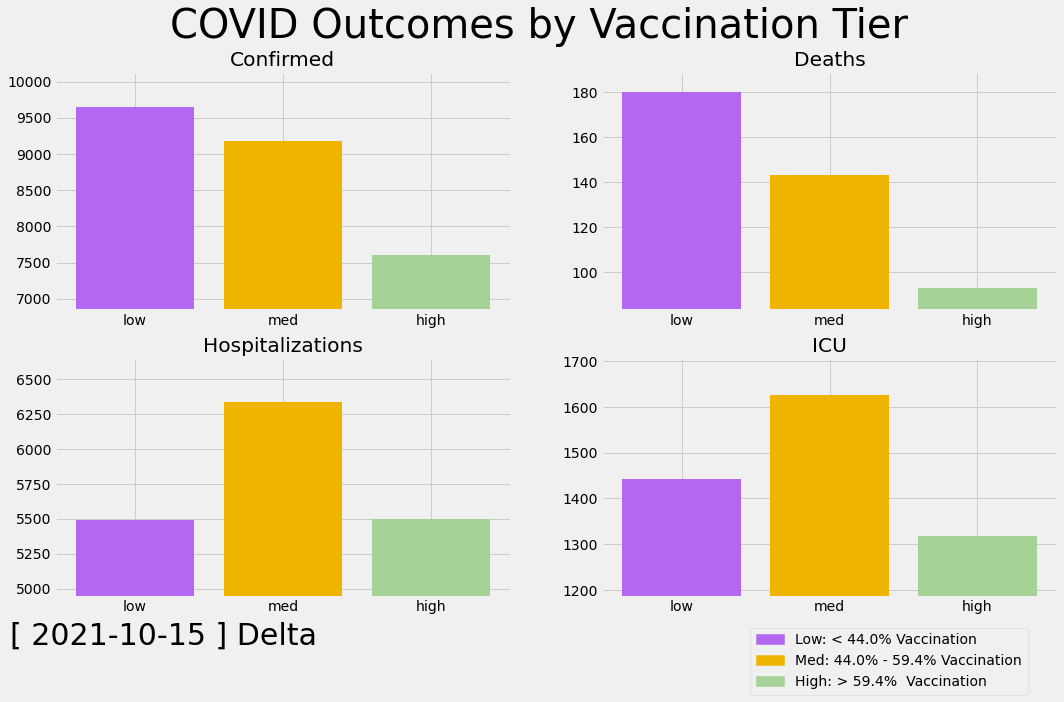 COVID Outcomes by Vaccination Tier
Confirmed
10000
9500
9000
8500
8000
7500
7000
low med high
Deaths
180
160
140
120
100
low med high
Hospitalizations
6500
6250
6000
5750
5500
5250
5000
low med high
ICU
1700
1600
1500
1400
1300
1200
low med high
[ 2021-10-15 ] Delta
Low: < 44.0% Vaccination
Med: 44.0% - 59.4% Vaccination
High: > 59.4%  Vaccination